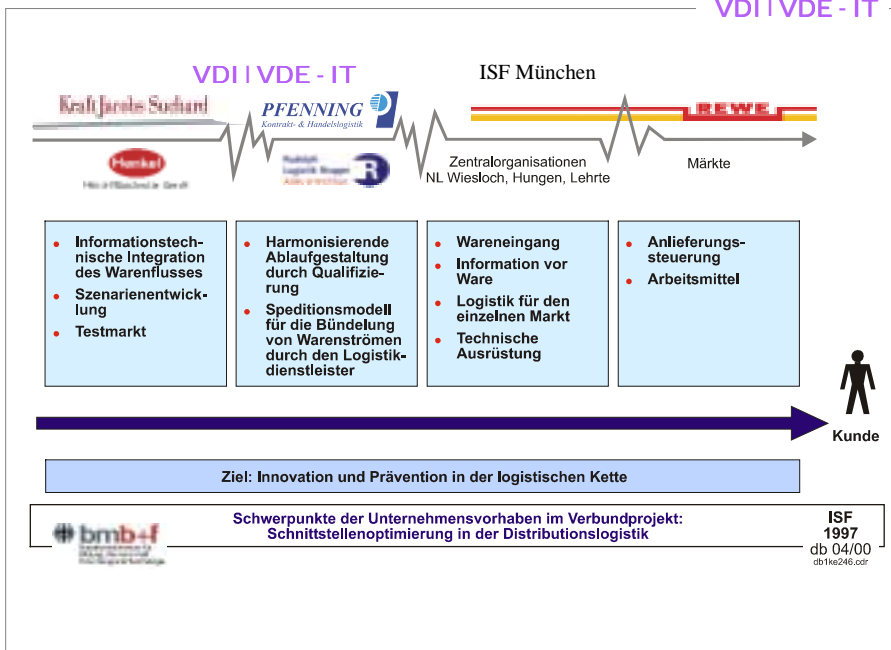 VDI I VDE - IT
VDI I VDE - IT
ISF München
Kraft Jacobs Suchard
PFENNING
Kontrakt- & Handelslogistik
REWE
Henkel
Logistik
R
Zentralorganisationen
NL Wiesloch, Hungen, Lehrte
Märkte
• Informationstech-
nische Integration
des Warenflusses
• Szenarienentwick-
lung
• Testmarkt
• Harmonisierende
Ablaufgestaltung
durch Qualifizie-
rung
• Speditionsmodell
für die Bündelung
von Warenströmen
durch den Logistik-
dienstleister
• Wareneingang
• Information vor
Ware
• Logistik für den
einzelnen Markt
• Technische
Ausrüstung
• Anlieferungs-
steuerung
• Arbeitsmittel
Kunde
Ziel: Innovation und Prävention in der logistischen Kette
Schwerpunkte der Unternehmensvorhaben im Verbundprojekt:
Schnittstellenoptimierung in der Distributionslogistik
bmb+f
ISF
1997
db 04/00
db1ke246.cdr